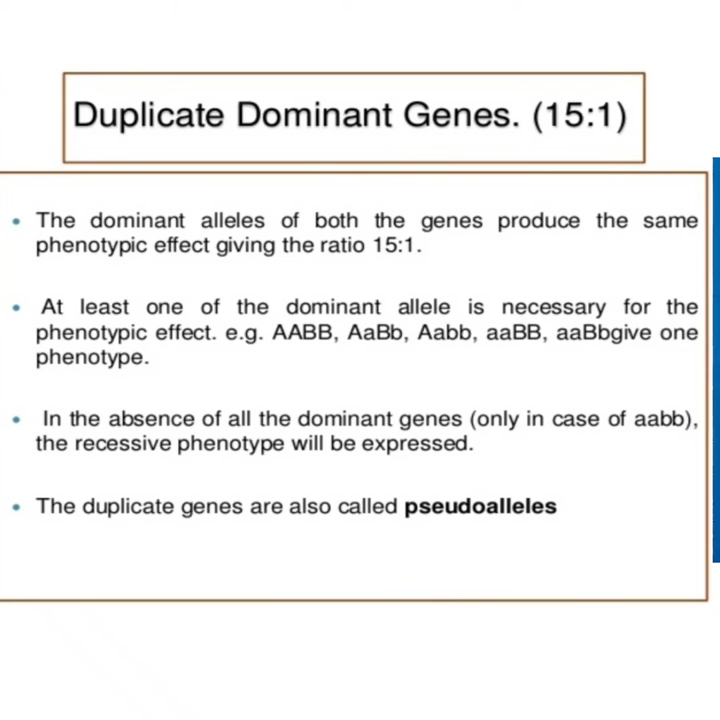 Duplicate Dominant Genes. (15:1)
• The dominant alleles of both the genes produce the same
phenotypic effect giving the ratio 15:1.
• At least one of the dominant allele is necessary for the
phenotypic effect. e.g. AABB, AaBb, Aabb, aaBB, aaBbgive one
phenotype.
• In the absence of all the dominant genes (only in case of aabb),
the recessive phenotype will be expressed.
• The duplicate genes are also called pseudoalleles